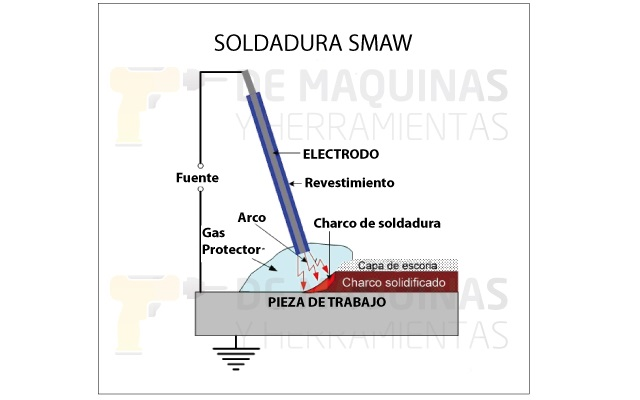 SOLDADURA SMAW
DE MAQUINAS
Y HERRAMIENTAS
ELECTRODO
Fuente
Revestimiento
Arco
Charco de soldadura
Gas
Protector
Capa de escoria
Charco solidificado
PIEZA DE TRABAJO
DE MAQUINAS
Y HERRAMIENTAS